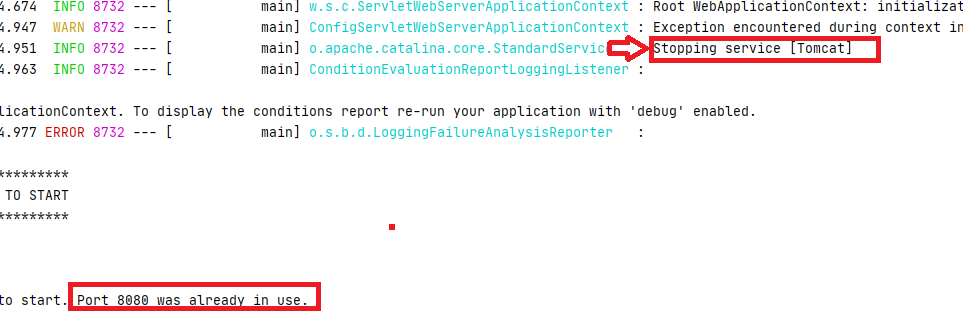 4.674 INFO 8732 --- [ main] w.s.c.ServletWebServerApplicationContext : Root WebApplicationContext: initializat
4.947 WARN 8732 --- [ main] ConfigServletWebServerApplicationContext : Exception encountered during context in
4.951 INFO 8732 --- [ main] o.apache.catalina.core.StandardService Stopping service [Tomcat]
4.963 INFO 8732 --- [ main] ConditionEvaluationReportLoggingListener :
licationContext. To display the conditions report re-run your application with 'debug' enabled.
4.977 ERROR 8732 --- [ main] o.s.b.d.LoggingFailureAnalysisReporter :
*********
TO START
*********
to start. Port 8080 was already in use.